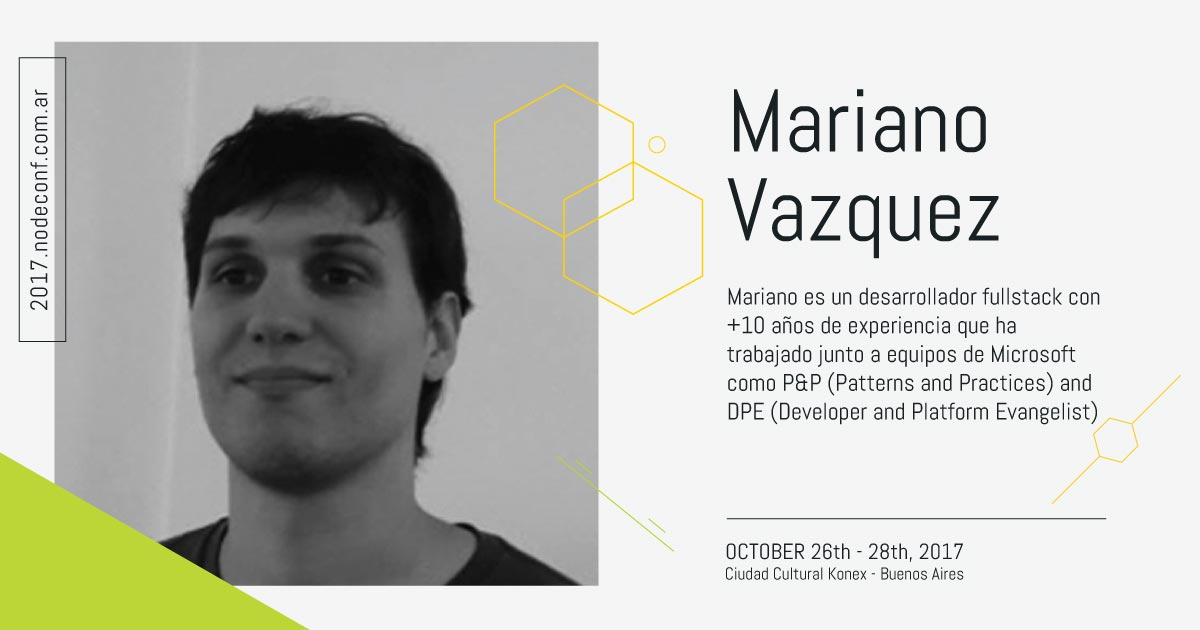 2017.nodeconf.com.ar
Mariano
Vazquez
Mariano es un desarrollador fullstack con
+10 años de experiencia que ha
trabajado junto a equipos de Microsoft
como P&P (Patterns and Practices) and
DPE (Developer and Platform Evangelist)
OCTOBER 26th - 28th, 2017
Ciudad Cultural Konex - Buenos Aires